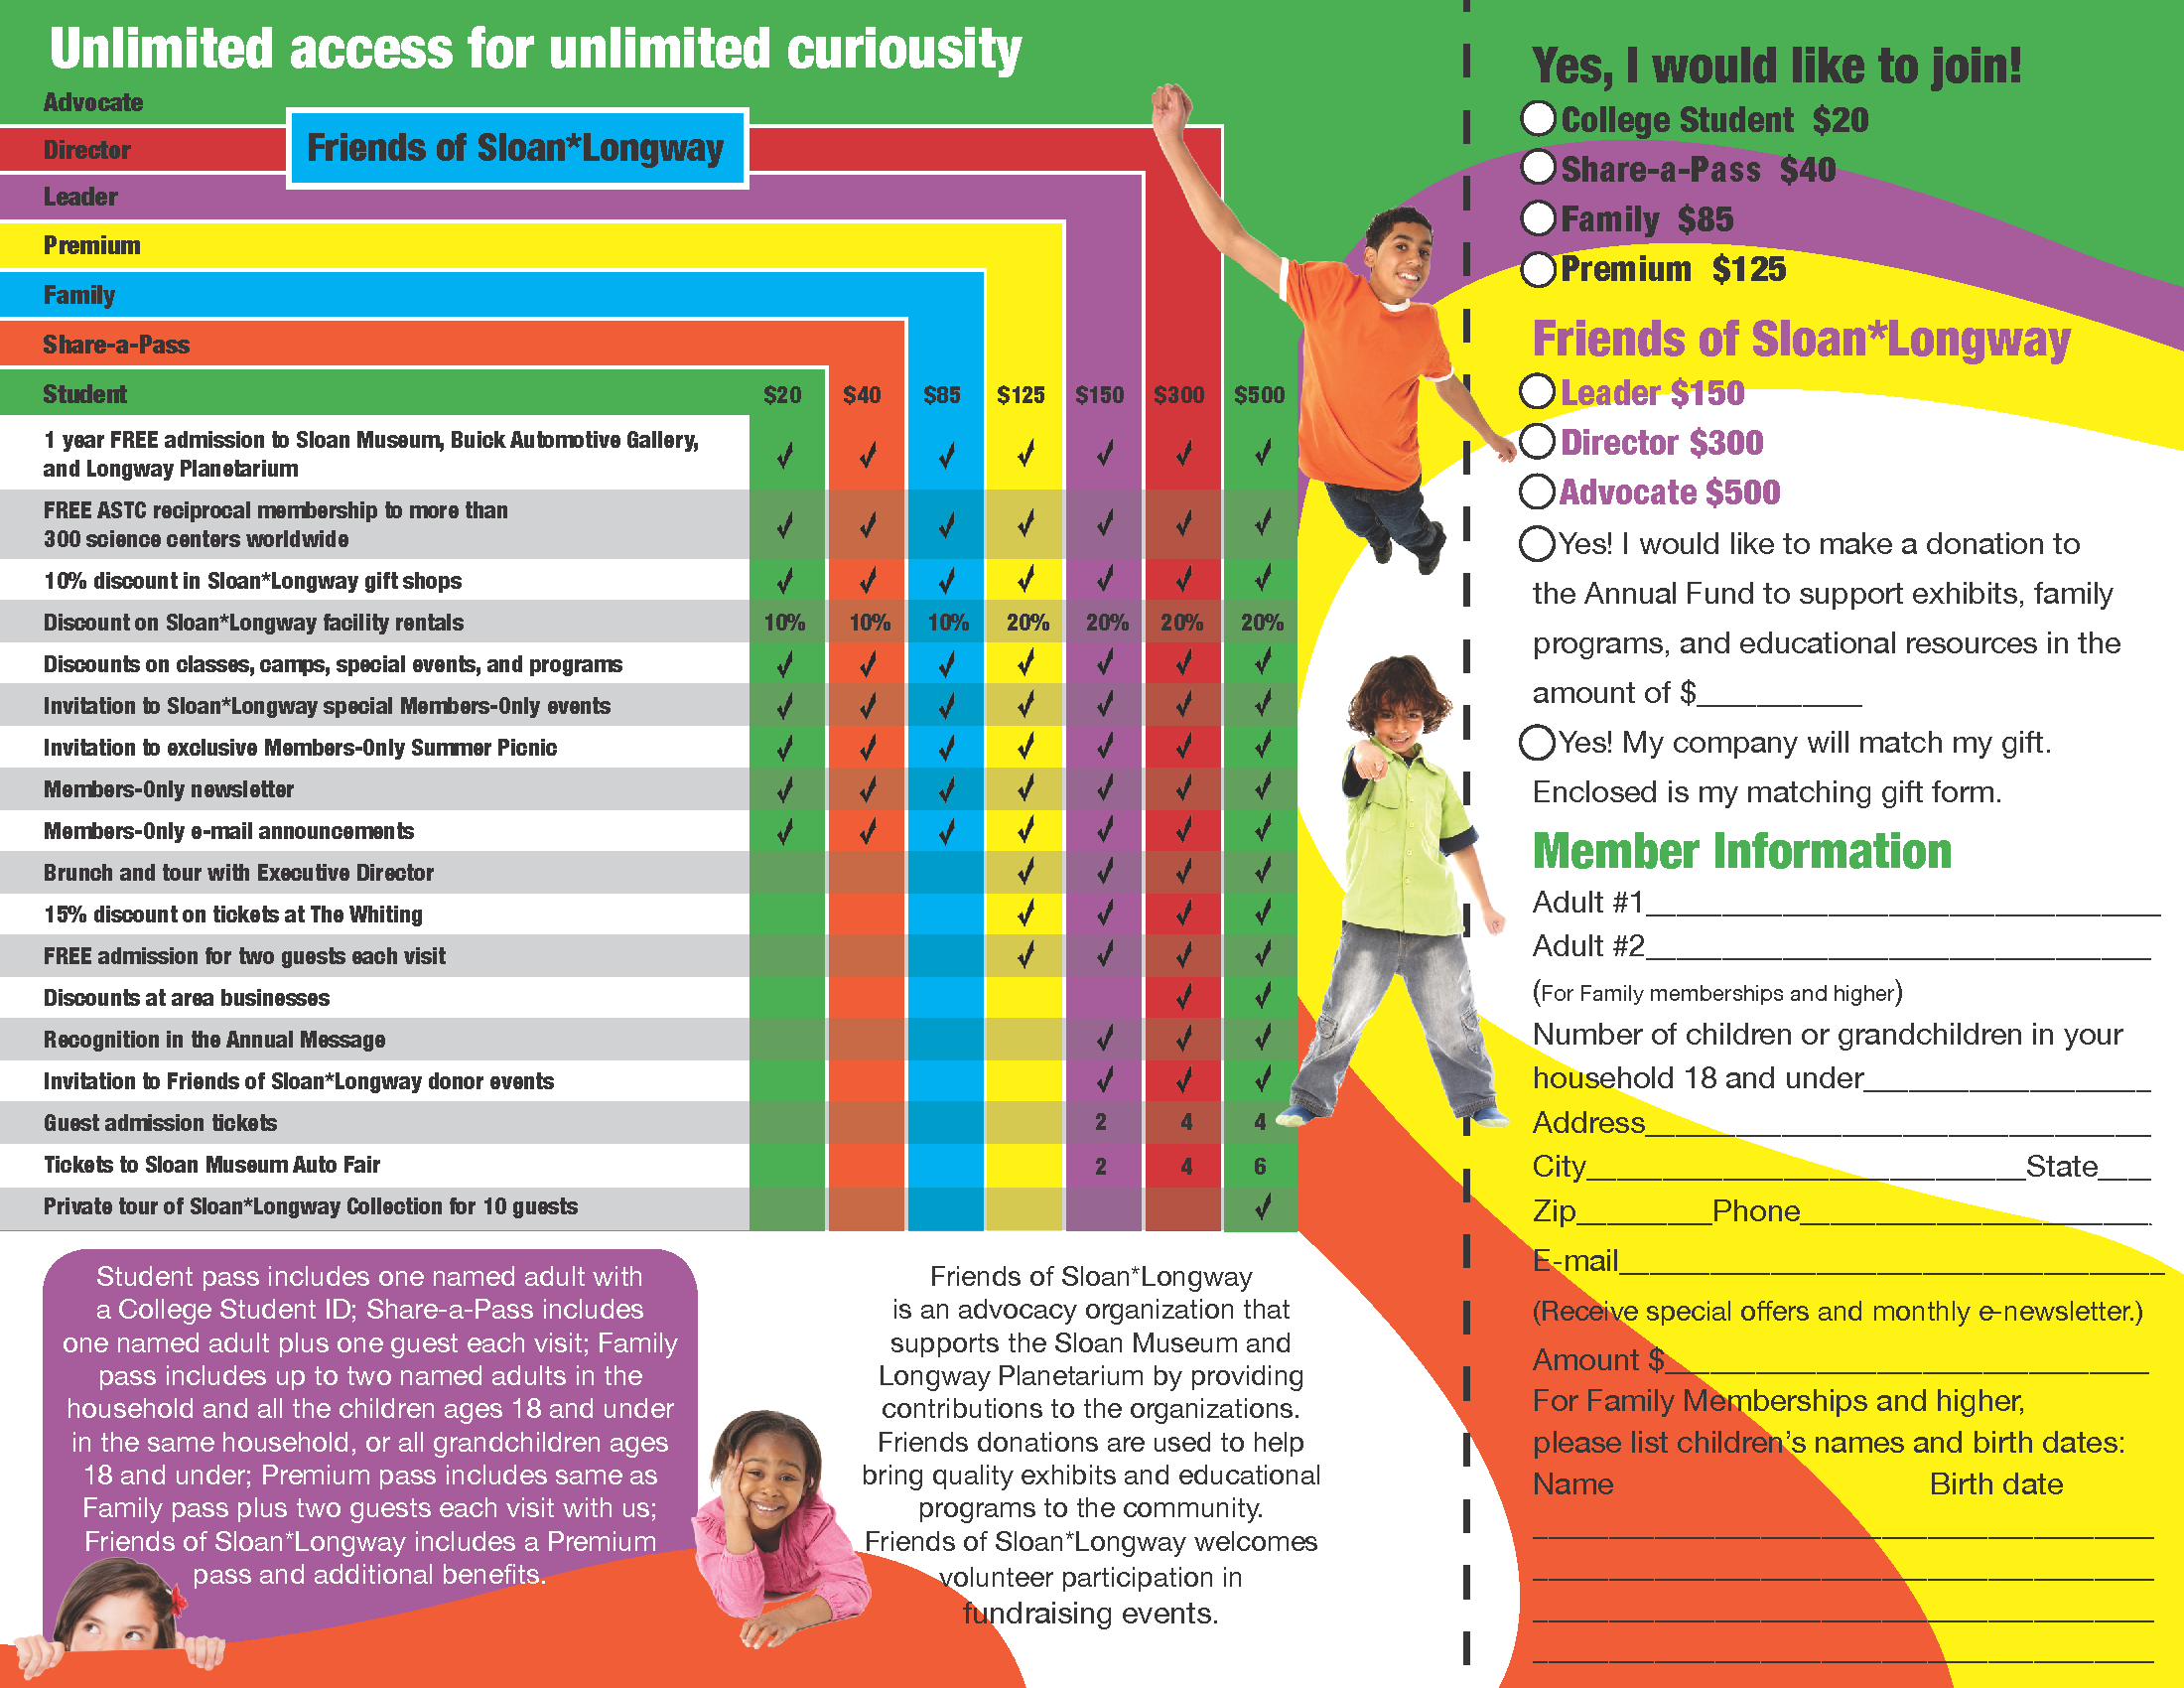 Unlimited access for unlimited curiousity
Advocate
Director
Friends of Sloan*Longway
Leader
Premium
Family
Share-a-Pass
Student $20 $40 $85 $125 $150 $300 $500
1 year FREE admission to Sloan Museum, Buick Automotive Gallery,
and Longway Planetarium ✓ ✓ ✓ ✓ ✓ ✓ ✓
FREE ASTC reciprocal membership to more than
300 science centers worldwide ✓ ✓ ✓ ✓ ✓ ✓ ✓
10% discount in Sloan*Longway gift shops ✓ ✓ ✓ ✓ ✓ ✓ ✓
Discount on Sloan*Longway facility rentals 10% 10% 10% 20% 20% 20% 20%
Discounts on classes, camps, special events, and programs ✓ ✓ ✓ ✓ ✓ ✓ ✓
Invitation to Sloan*Longway special Members-Only events ✓ ✓ ✓ ✓ ✓ ✓ ✓
Invitation to exclusive Members-Only Summer Picnic ✓ ✓ ✓ ✓ ✓ ✓ ✓
Members-Only newsletter ✓ ✓ ✓ ✓ ✓ ✓ ✓
Members-Only e-mail announcements ✓ ✓ ✓ ✓ ✓ ✓ ✓
Brunch and tour with Executive Director ✓ ✓ ✓ ✓
15% discount on tickets at The Whiting ✓ ✓ ✓ ✓
FREE admission for two guests each visit ✓ ✓ ✓ ✓
Discounts at area businesses ✓ ✓
Recognition in the Annual Message ✓ ✓ ✓
Invitation to Friends of Sloan*Longway donor events ✓ ✓ ✓
Guest admission tickets 2 4 4
Tickets to Sloan Museum Auto Fair 2 4 6
Private tour of Sloan*Longway Collection for 10 guests ✓
Student pass includes one named adult with
a College Student ID; Share-a-Pass includes
one named adult plus one guest each visit; Family
pass includes up to two named adults in the
household and all the children ages 18 and under
in the same household, or all grandchildren ages
18 and under; Premium pass includes same as
Family pass plus two guests each visit with us;
Friends of Sloan*Longway includes a Premium
pass and additional benefits.
Friends of Sloan*Longway
is an advocacy organization that
supports the Sloan Museum and
Longway Planetarium by providing
contributions to the organizations.
Friends donations are used to help
bring quality exhibits and educational
programs to the community.
Friends of Sloan*Longway welcomes
volunteer participation in
fundraising events.
Yes, I would like to join!
College Student $20
Share-a-Pass $40
Family $85
Premium $125
Friends of Sloan*Longway
Leader $150
Director $300
Advocate $500
Yes! I would like to make a donation to
the Annual Fund to support exhibits, family
programs, and educational resources in the
amount of $__________
Yes! My company will match my gift.
Enclosed is my matching gift form.
Member Information
Adult #1__________
Adult #2__________
(For Family memberships and higher)
Number of children or grandchildren in your
household 18 and under__________
Address__________
City__________State___
Zip________Phone__________
E-mail__________
(Receive special offers and monthly e-newsletter.)
Amount $__________
For Family Memberships and higher,
please list children's names and birth dates:
Name Birth date